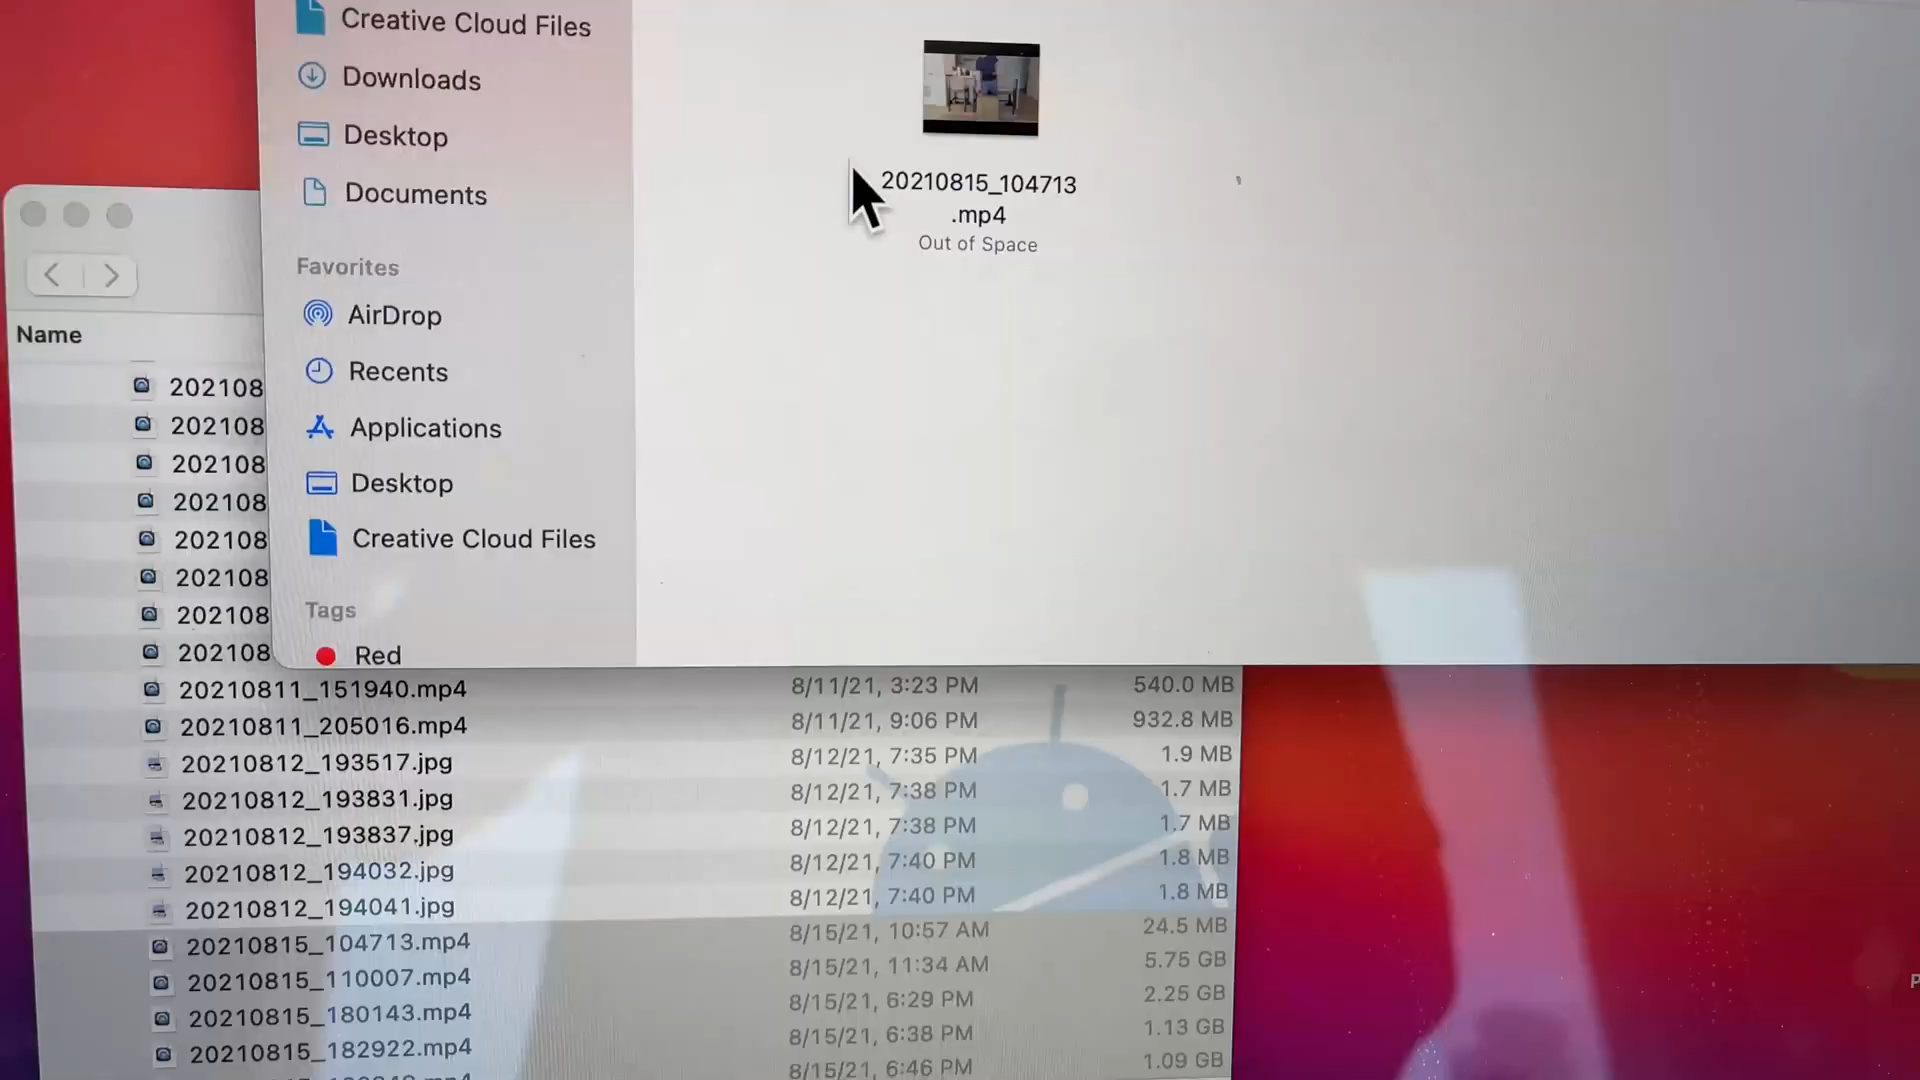 Creative Cloud Files
Downloads
Desktop
Documents
Favorites
AirDrop
Recents
Applications
Desktop
Creative Cloud Files
Tags
Red
20210815_104713
.mp4
Out of Space
Name
202108
202108
202108
202108
202108
202108
202108
202108
20210811_151940.mp4 8/11/21, 3:23 PM 540.0 MB
20210811_205016.mp4 8/11/21, 9:06 PM 932.8 MB
20210812_193517.jpg 8/12/21, 7:35 PM 1.9 MB
20210812_193831.jpg 8/12/21, 7:38 PM 1.7 MB
20210812_193837.jpg 8/12/21, 7:38 PM 1.7 MB
20210812_194032.jpg 8/12/21, 7:40 PM 1.8 MB
20210812_194041.jpg 8/12/21, 7:40 PM 1.8 MB
20210815_104713.mp4 8/15/21, 10:57 AM 24.5 MB
20210815_110007.mp4 8/15/21, 11:34 AM 5.75 GB
20210815_180143.mp4 8/15/21, 6:29 PM 2.25 GB
20210815_182922.mp4 8/15/21, 6:38 PM 1.13 GB
8/15/21, 6:46 PM 1.09 GB